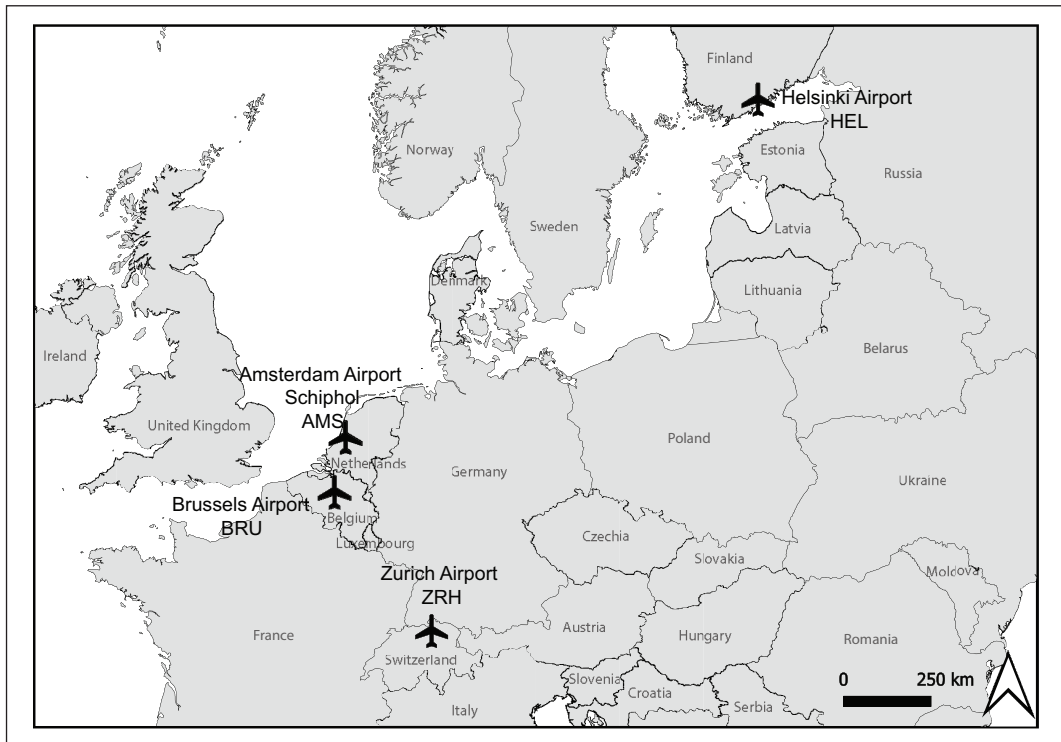 Finland
Helsinki Airport
HEL
Norway
Estonia
Russia
Sweden
Latvia
Denmark
Lithuania
Ireland
Belarus
Amsterdam Airport
Schiphol
AMS
United Kingdom
Netherlands
Germany
Poland
Ukraine
Brussels Airport
BRU
Belgium
Luxembourg
Czechia
Slovakia
Moldova
Zurich Airport
ZRH
France
Austria
Hungary
Romania
Switzerland
Slovenia
Croatia
Italy
Serbia
0 250 km